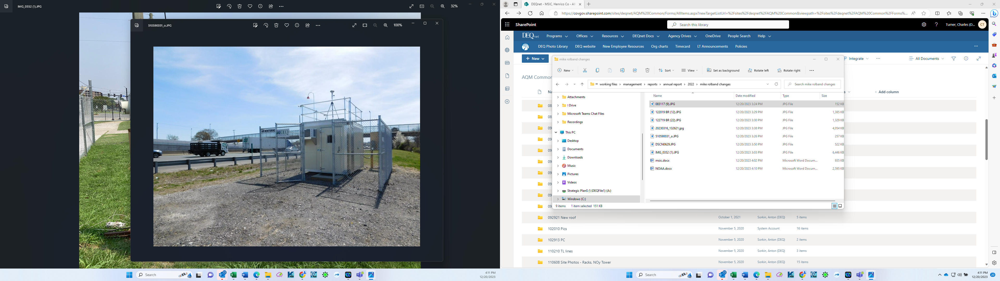 IMG_0352 (1).JPG
32%
510590031_o.JPG
100%
AIR MONITORING DEQ
Search
4:11 PM
12/20/2023
DEQnet - MSIC, Henrico Co - All
https://covgov.sharepoint.com/sites/deqnet/AQM%20Common/Forms/AllItems.aspx?newTargetListUrl=%2Fsites%2Fdeqnet%2FAQM%20Common&viewpath=%2Fsites%2Fdeqnet%2FAQM%20Common%2FForms%...
SharePoint
Search this library
Turner, Charles (D...
CT
DEQnet Programs Offices Resources DEQnet Docs Agency Drives OneDrive People Search Help
DEQ Photo Library DEQ website New Employee Resources Org charts Timecard LT Announcements Policies
New
Integrate
All Documents
AQM Common
Na
Add column
mike rolband changes
New Sort View Set as background Rotate left Rotate right
working files > management > reports > annual report > 2022 > mike rolband changes
Search mike rolband changes
Attachments
I Drive
Microsoft Teams Chat Files
Recordings
This PC
Desktop
Documents
Downloads
Music
Pictures
Videos
Strategic Plan$ (\\DEQFile1) (A:)
Windows (C:)
Name Date modified Type Size
083117 (9).JPG 12/20/2023 3:24 PM JPG File 152 KB
122019 BR (12).JPG 12/20/2023 3:29 PM JPG File 1,385 KB
122719 BR (22).JPG 12/20/2023 3:30 PM JPG File 1,329 KB
20230316_132621.jpg 12/20/2023 3:38 PM JPG File 4,054 KB
510590031_o.JPG 12/20/2023 3:26 PM JPG File 257 KB
DSCN0629.JPG 12/20/2023 3:50 PM JPG File 522 KB
IMG_0352 (1).JPG 12/20/2023 3:03 PM JPG File 6,446 KB
msic.docx 12/20/2023 4:02 PM Microsoft Word Docum... 935 KB
NOAA.docx 12/20/2023 4:10 PM Microsoft Word Docum... 2,595 KB
9 items 1 item selected 151 KB
08
08
09
09
09
09
09
09
09
09
092921 New roof October 1, 2021 Sorkin, Anton (DEQ) 5 items
102010 Pics November 5, 2020 System Account 16 items
102913 PC November 5, 2020 Sorkin, Anton (DEQ) 2 items
110210 TL lines November 5, 2020 Sorkin, Anton (DEQ) 3 items
110608 Site Photos - Racks, NOy Tower November 5, 2020 Sorkin, Anton (DEQ) 15 items
Search
4:11 PM
12/20/2023
20